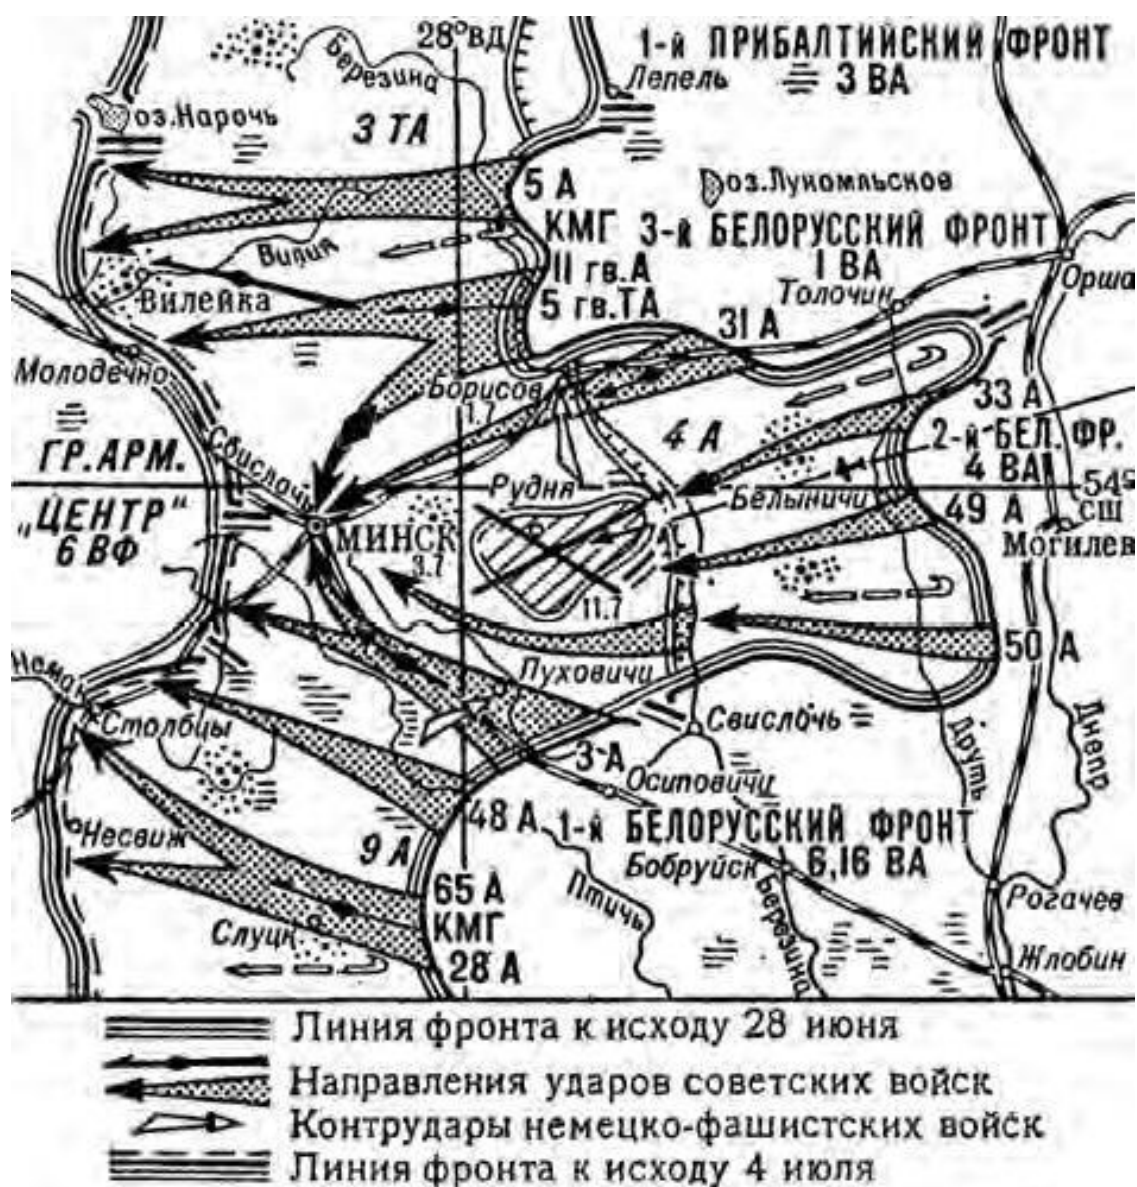 28° ВД
1-й ПРИБАЛТИЙСКИЙ ФРОНТ
3 ВА
Березина
Лепель
оз.Нарочь
3 ТА
5 А
оз.Лукомльское
КМГ
3-й БЕЛОРУССКИЙ ФРОНТ
1 ВА
Вилия
11 гв.А
5 гв.ТА
Вилейка
Толочин
Орша
31 А
Молодечно
Борисов
1.7
33 А
2-й БЕЛ. ФР.
4 ВА
4 А
ГР.АРМ.
„ЦЕНТР"
6 ВФ
Свислочь
Рудня
Белыничи
54°
СШ
49 А
Могилев
МИНСК
3.7
11.7
50 А
Неман
Пуховичи
Столбцы
Свислочь
Друть
Днепр
3 А
Осиповичи
48 А
1-й БЕЛОРУССКИЙ ФРОНТ
6,16 ВА
Несвиж
9 А
Бобруйск
65 А
КМГ
28 А
Птичь
Березина
Рогачев
Слуцк
Жлобин
Линия фронта к исходу 28 июня
Направления ударов советских войск
Контрудары немецко-фашистских войск
Линия фронта к исходу 4 июля